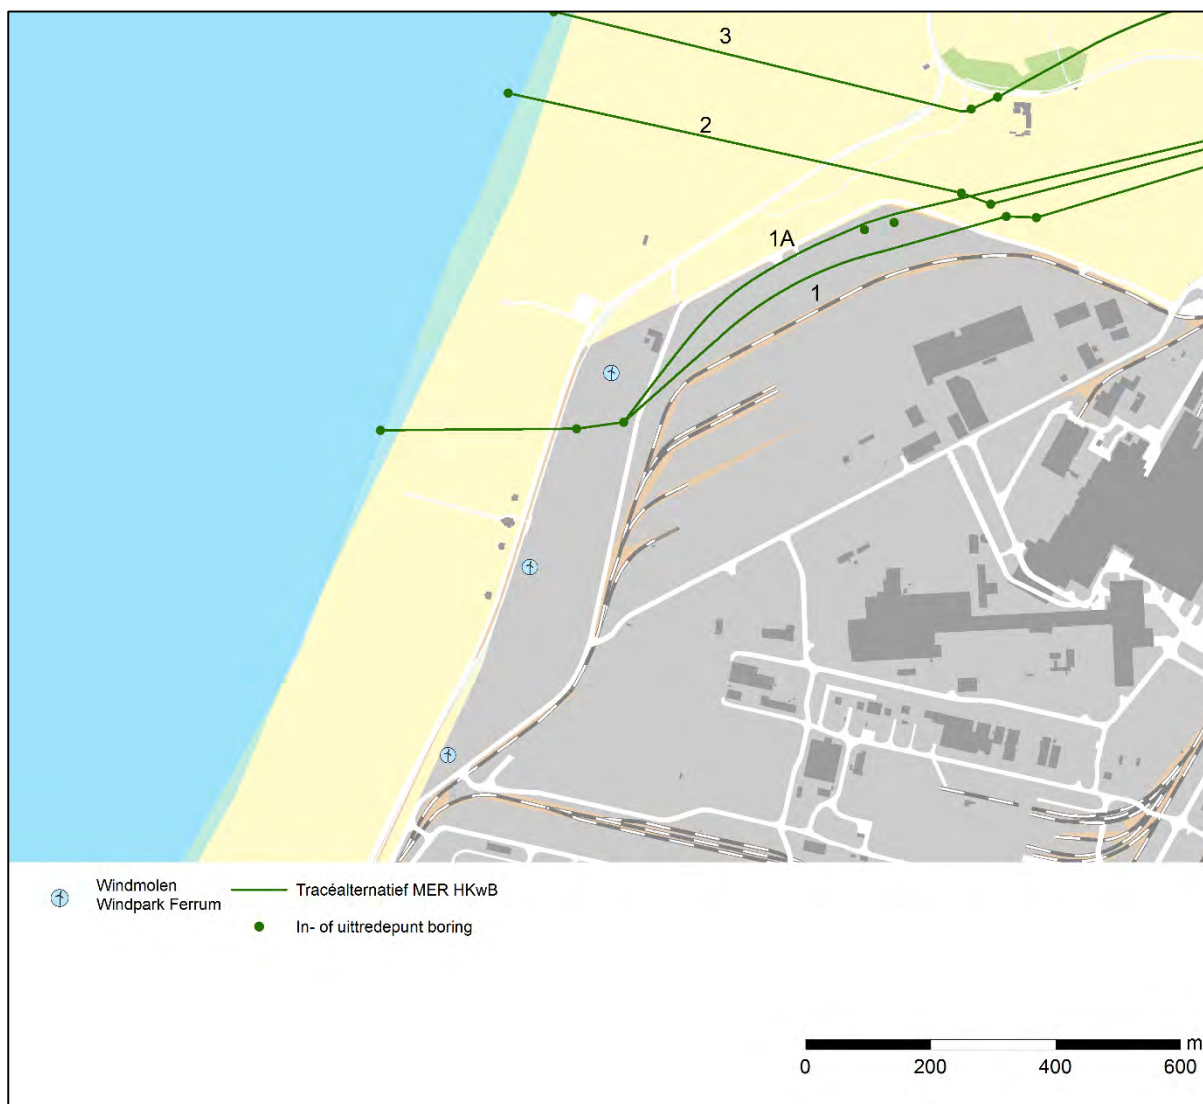 3
2
1A
1
Windmolen
Windpark Ferrum
Tracéalternatief MER HKwB
In- of uittredepunt boring
m
0 200 400 600